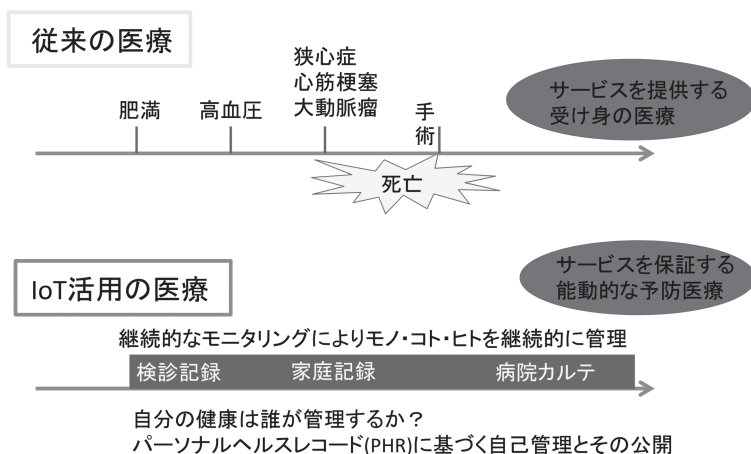 従来の医療
肥満
高血圧
狭心症
心筋梗塞
大動脈瘤
手
術
サービスを提供する
受け身の医療
死亡
IoT活用の医療
サービスを保証する
能動的な予防医療
継続的なモニタリングによりモノ・コト・ヒトを継続的に管理
検診記録 家庭記録 病院カルテ
自分の健康は誰が管理するか？
パーソナルヘルスレコード(PHR)に基づく自己管理とその公開